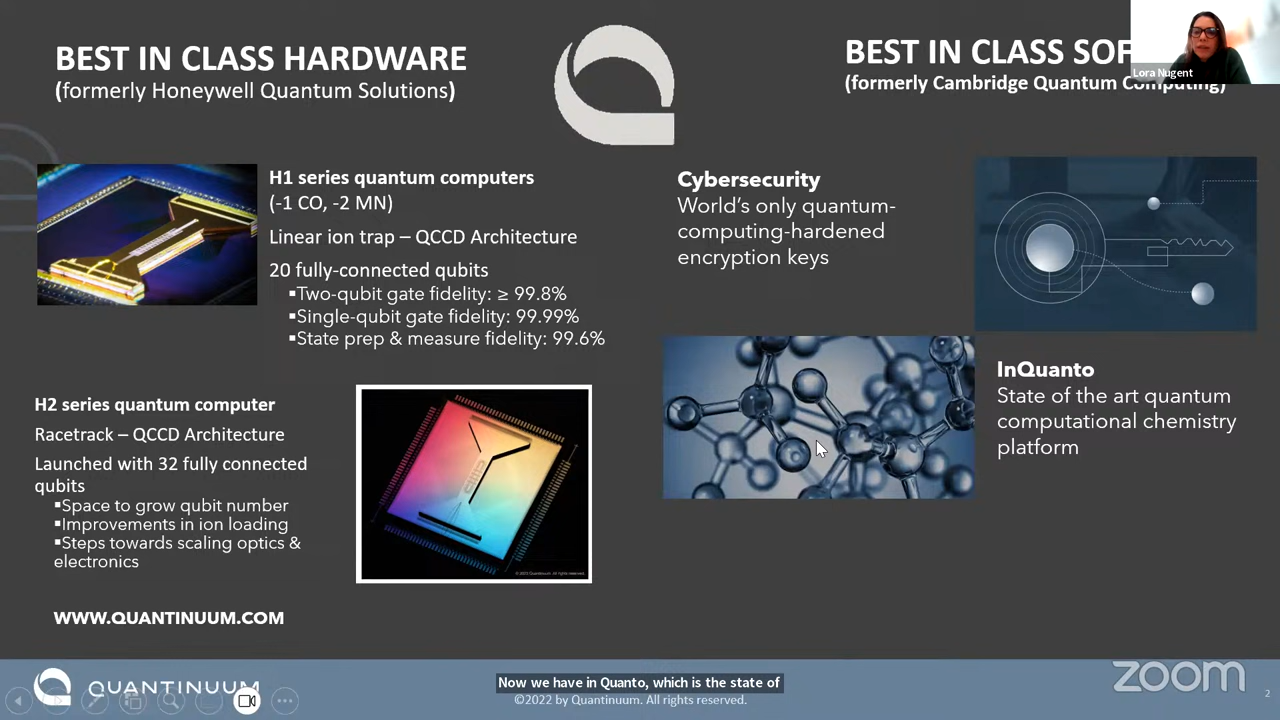 BEST IN CLASS HARDWARE
(formerly Honeywell Quantum Solutions)
BEST IN CLASS
(formerly Cambridge Quantum Computing)
Lora Nugent
H1 series quantum computers
(-1 CO, -2 MN)
Linear ion trap – QCCD Architecture
20 fully-connected qubits
▪Two-qubit gate fidelity: ≥ 99.8%
▪Single-qubit gate fidelity: 99.99%
▪State prep & measure fidelity: 99.6%
H2 series quantum computer
Racetrack – QCCD Architecture
Launched with 32 fully connected
qubits
▪Space to grow qubit number
▪Improvements in ion loading
▪Steps towards scaling optics &
electronics
WWW.QUANTINUUM.COM
Cybersecurity
World's only quantum-
computing-hardened
encryption keys
InQuanto
State of the art quantum
computational chemistry
platform
QUANTINUUM
Now we have in Quanto, which is the state of
©2022 by Quantinuum. All rights reserved.
zoom
2